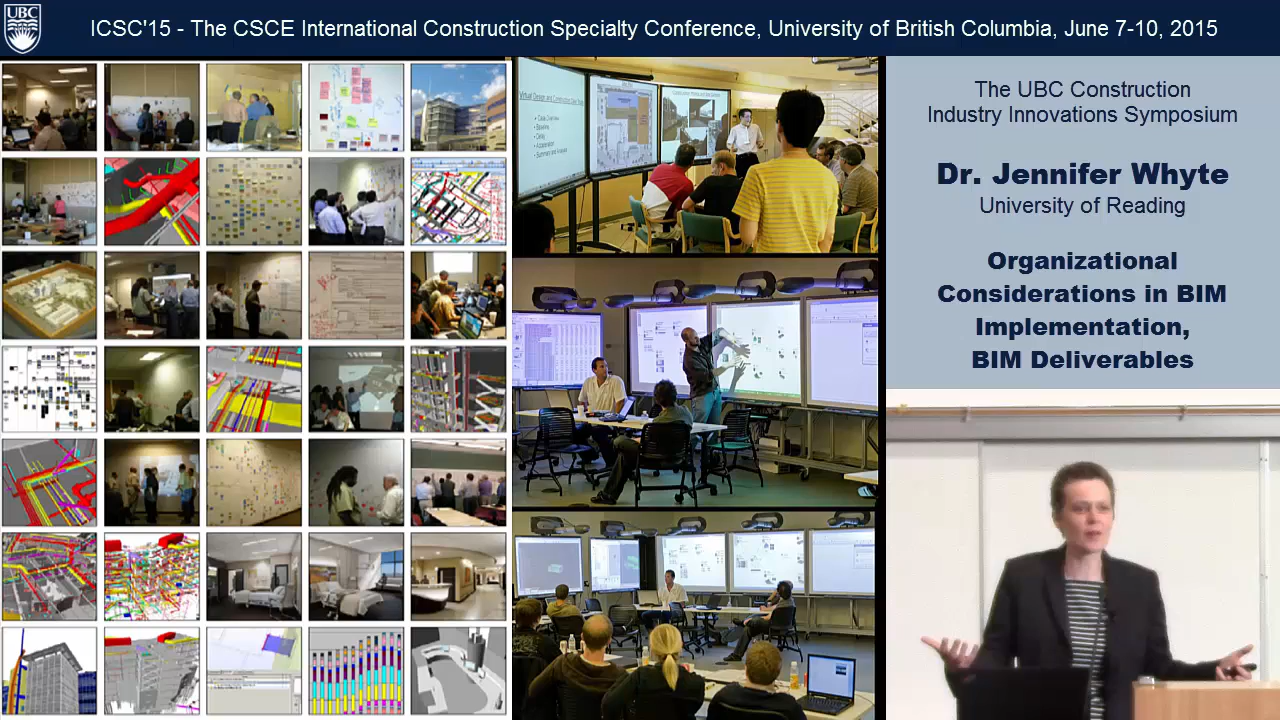 UBC
ICSC'15 - The CSCE International Construction Specialty Conference, University of British Columbia, June 7-10, 2015
The UBC Construction
Industry Innovations Symposium
Dr. Jennifer Whyte
University of Reading
Organizational
Considerations in BIM
Implementation,
BIM Deliverables